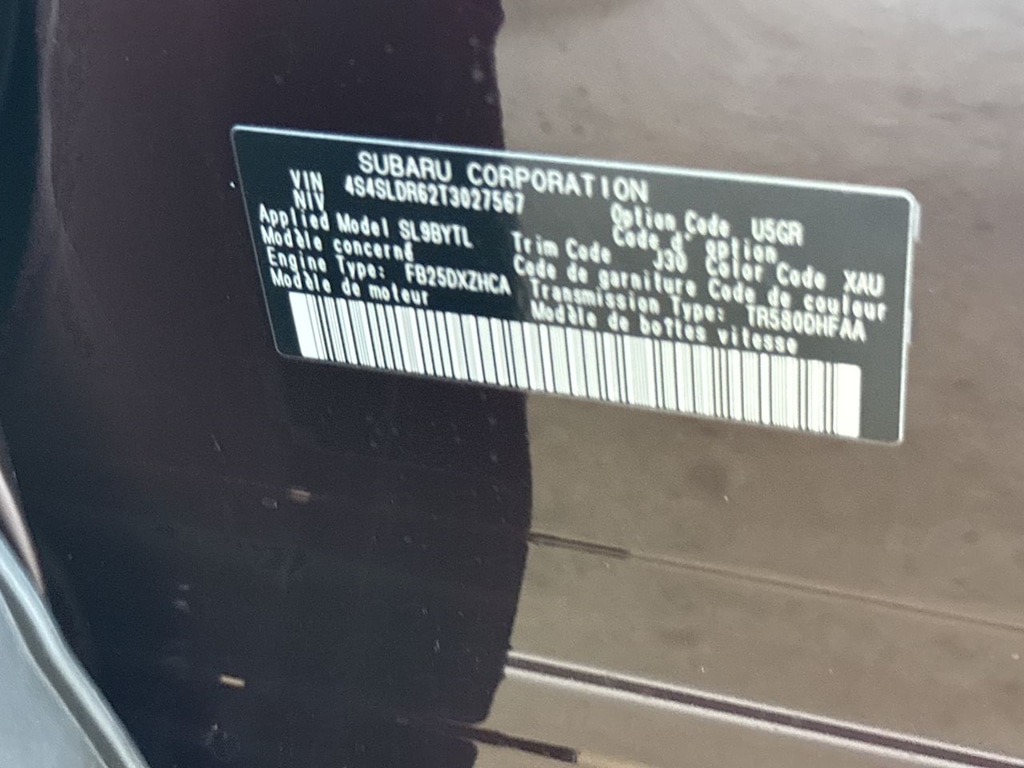 SUBARU CORPORATION
VIN 4S4SLDR62T3027567 Option Code U5GR
NIV Code d' option
Applied Model SL9BYTL Trim Code J30 Color Code XAU
Modèle concerné Code de garniture Code de couleur
Engine Type: FB25DXZHCA Transmission Type: TR580DHFAA
Modèle de moteur Modèle de boîtes vitesse